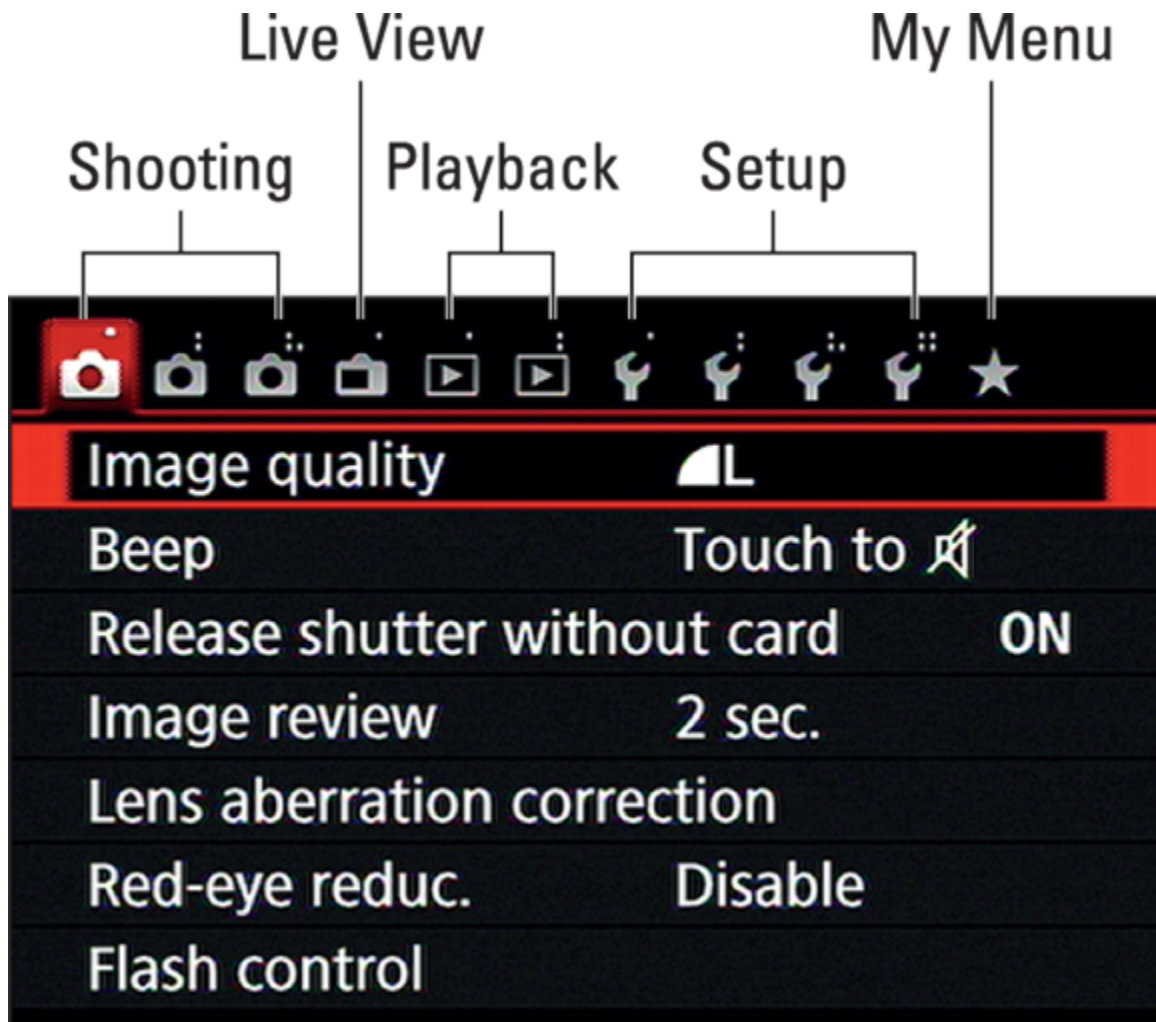 Live View My Menu
Shooting Playback Setup
Image quality L
Beep Touch to
Release shutter without card ON
Image review 2 sec.
Lens aberration correction
Red-eye reduc. Disable
Flash control